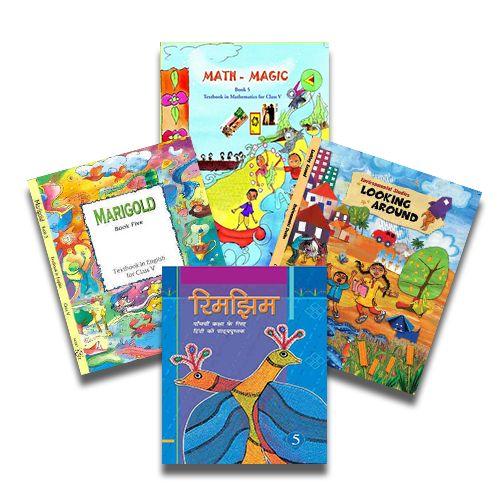 MATH - MAGIC
Book 5
Textbook in Mathematics for Class V
MARIGOLD
Book Five
Textbook in English
for Class V
Marigold
Environmental Studies
LOOKING
AROUND
रिमझिम
पाँचवीं कक्षा के लिए
हिंदी की पाठ्यपुस्तक
5